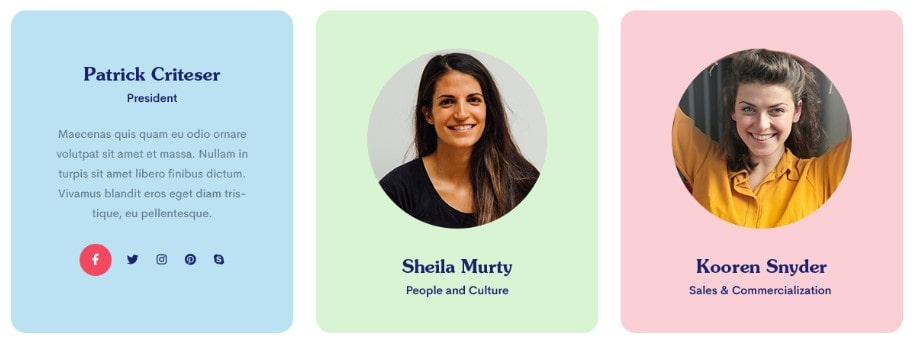 Patrick Criteser
President
Maecenas quis quam eu odio ornare
volutpat sit amet et massa. Nullam in
turpis sit amet libero finibus dictum.
Vivamus blandit eros eget diam tris-
tique, eu pellentesque.
Sheila Murty
People and Culture
Kooren Snyder
Sales & Commercialization